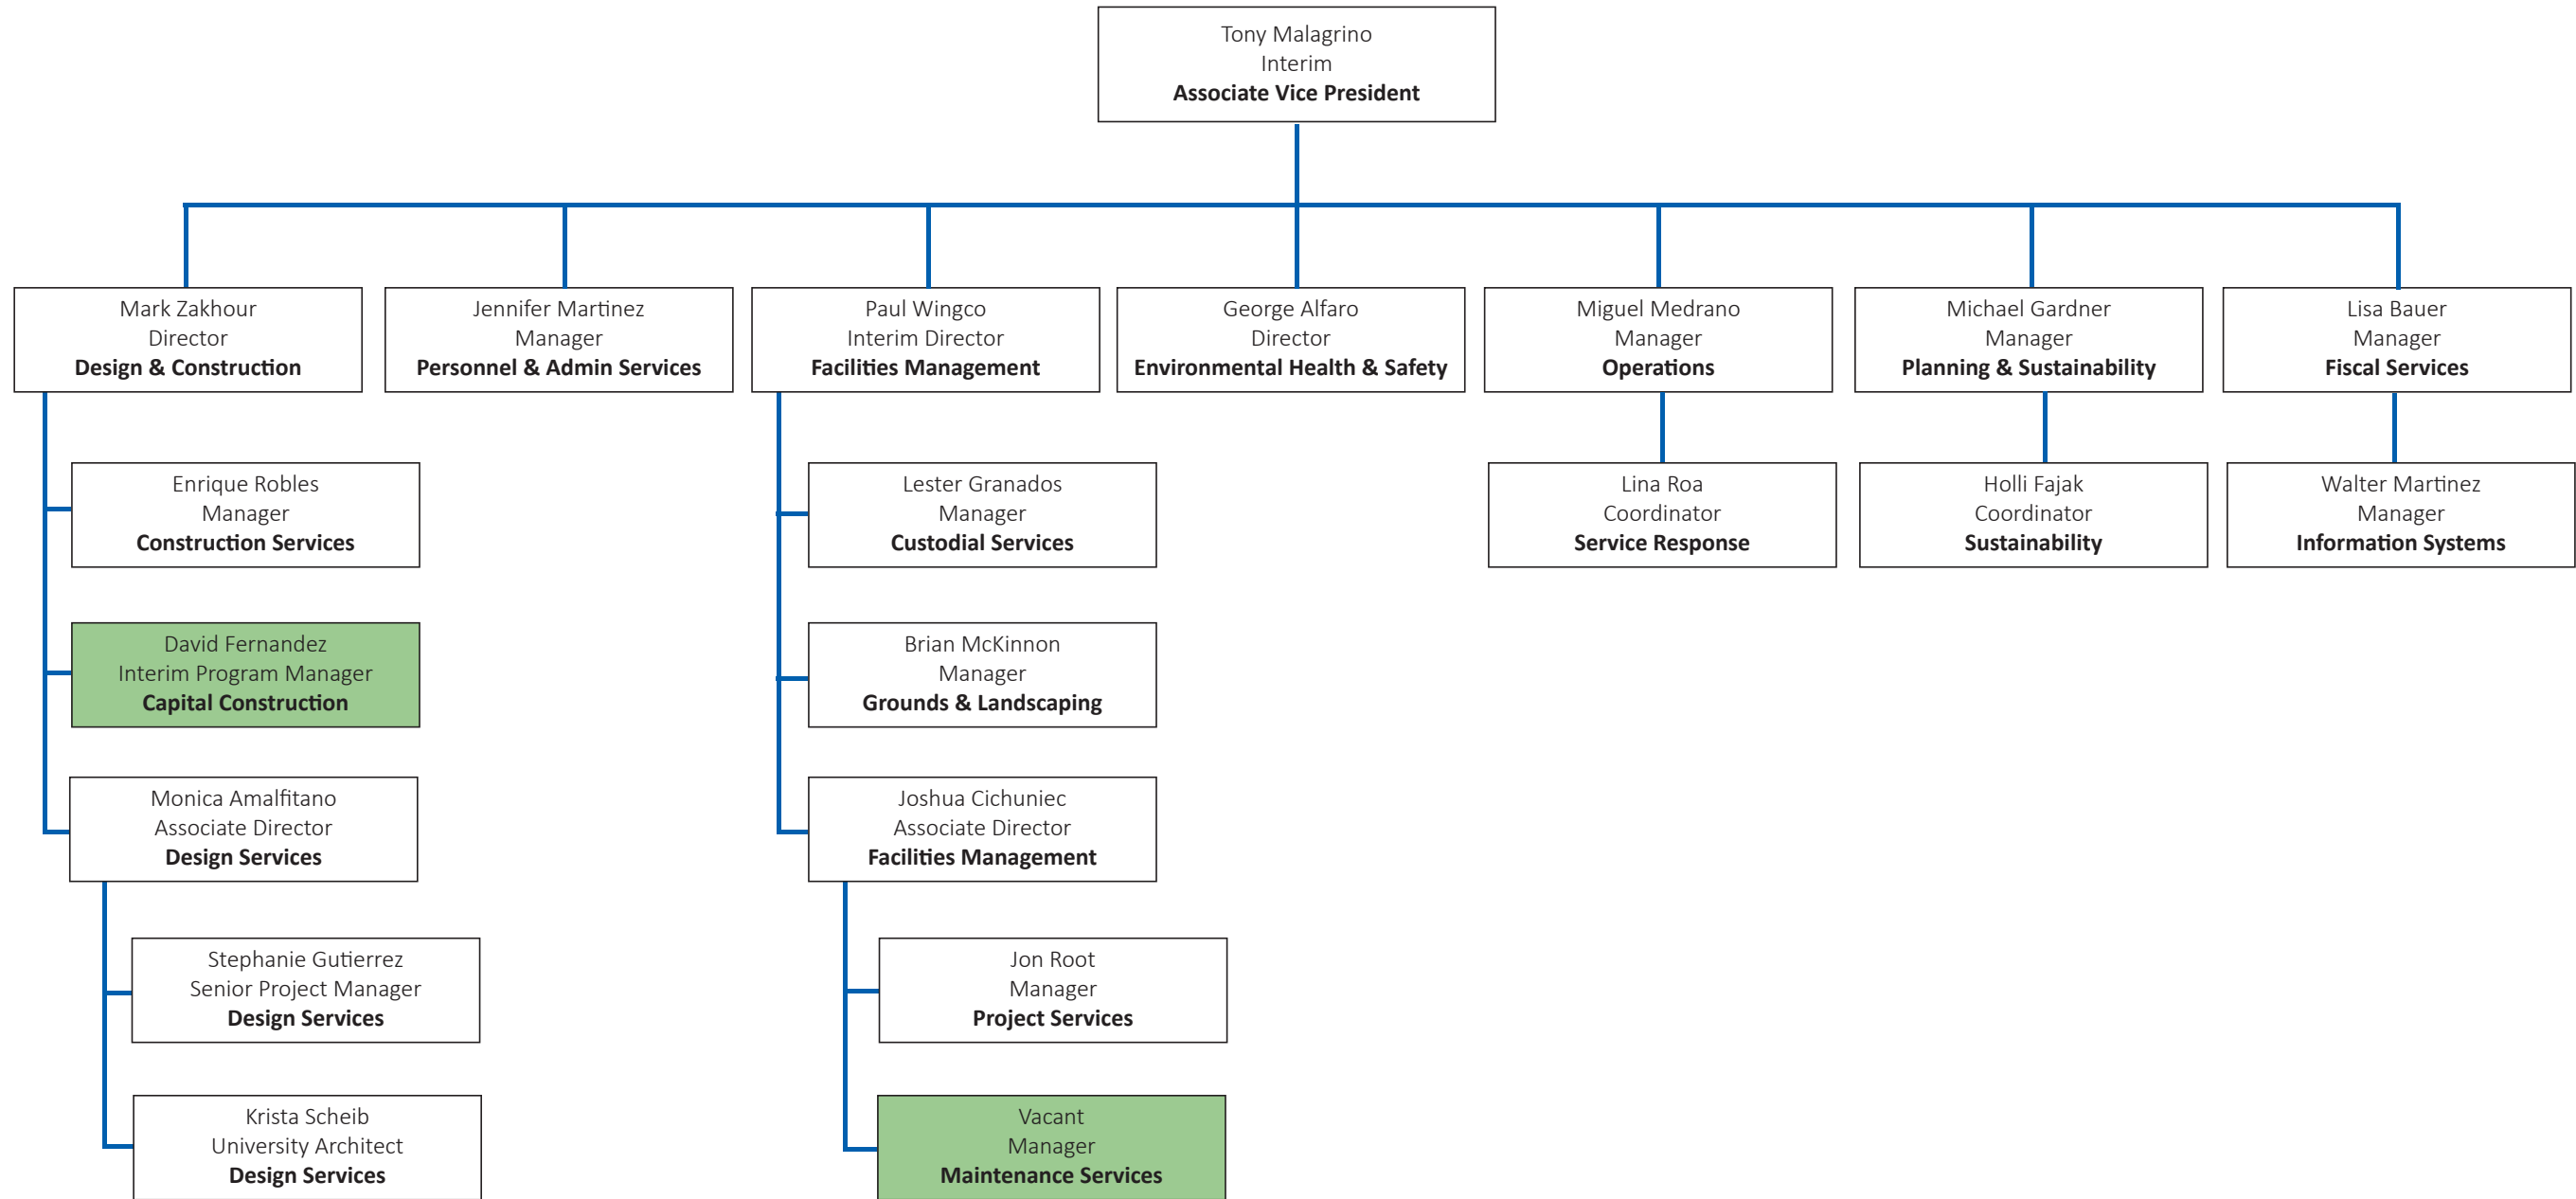 Tony Malagrino
Interim
Associate Vice President
Mark Zakhour
Director
Design & Construction
Jennifer Martinez
Manager
Personnel & Admin Services
Paul Wingco
Interim Director
Facilities Management
George Alfaro
Director
Environmental Health & Safety
Miguel Medrano
Manager
Operations
Michael Gardner
Manager
Planning & Sustainability
Lisa Bauer
Manager
Fiscal Services
Enrique Robles
Manager
Construction Services
Lester Granados
Manager
Custodial Services
Lina Roa
Coordinator
Service Response
Holli Fajak
Coordinator
Sustainability
Walter Martinez
Manager
Information Systems
David Fernandez
Interim Program Manager
Capital Construction
Brian McKinnon
Manager
Grounds & Landscaping
Monica Amalfitano
Associate Director
Design Services
Joshua Cichuniec
Associate Director
Facilities Management
Stephanie Gutierrez
Senior Project Manager
Design Services
Jon Root
Manager
Project Services
Krista Scheib
University Architect
Design Services
Vacant
Manager
Maintenance Services